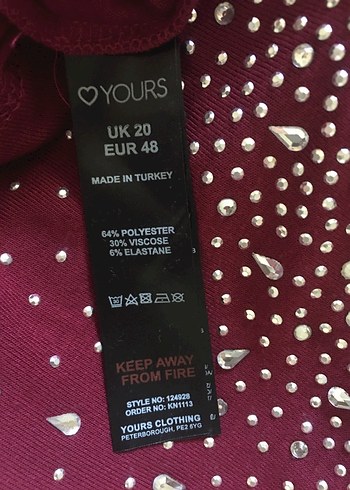 YOURS
UK 20
EUR 48
MADE IN TURKEY
64% POLYESTER
30% VISCOSE
6% ELASTANE
KEEP AWAY
FROM FIRE
STYLE NO: 124928
ORDER NO: KN1113
YOURS CLOTHING
PETERBOROUGH, PE2 6YG